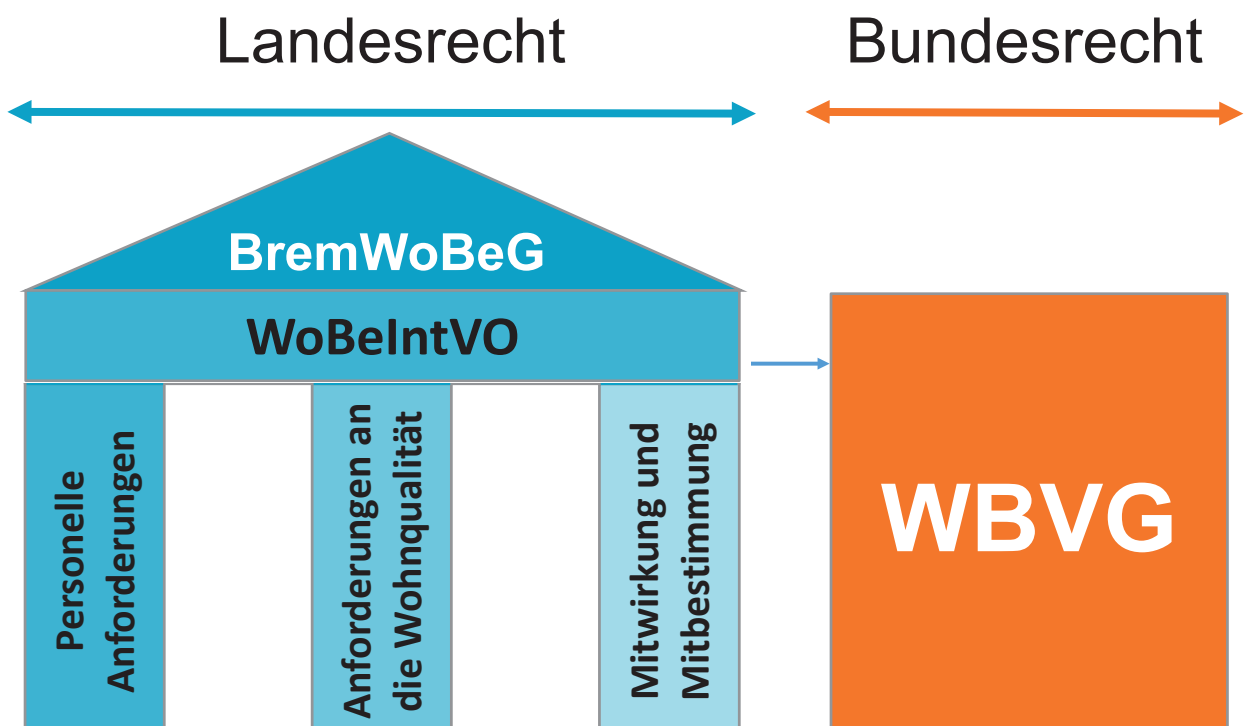 Landesrecht
Bundesrecht
BremWoBeG
WoBeIntVO
Personelle
Anforderungen
Anforderungen an
die Wohnqualität
Mitwirkung und
Mitbestimmung
WBVG